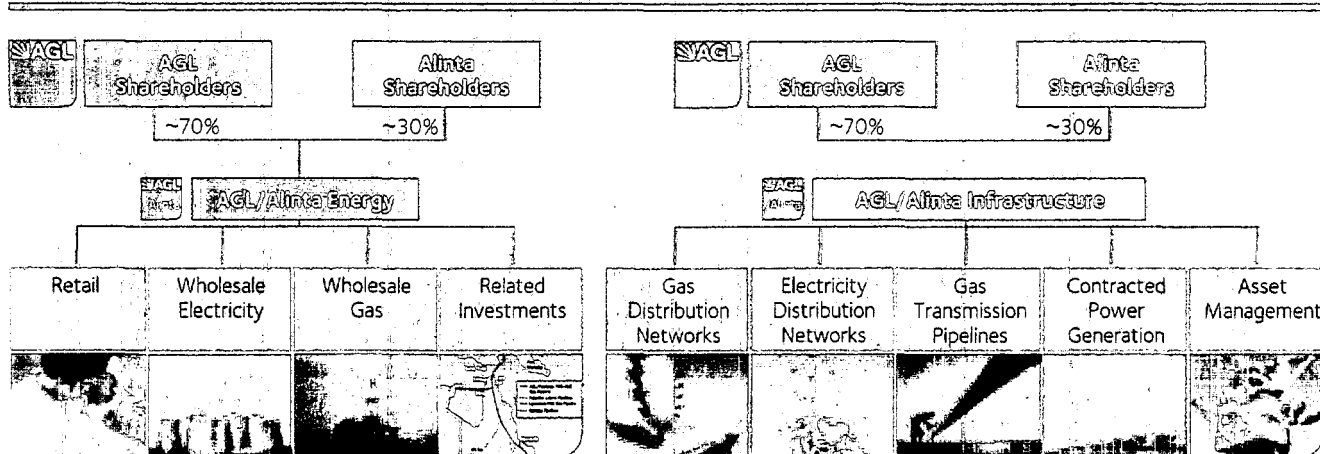 AGL
AGL
Shareholders
Alinta
Shareholders
~70%
~30%
AGL
AGL/Alinta Energy
Retail
Wholesale
Electricity
Wholesale
Gas
Related
Investments
AGL
AGL
Shareholders
Alinta
Shareholders
~70%
~30%
AGL
AGL/Alinta Infrastructure
Gas
Distribution
Networks
Electricity
Distribution
Networks
Gas
Transmission
Pipelines
Contracted
Power
Generation
Asset
Management